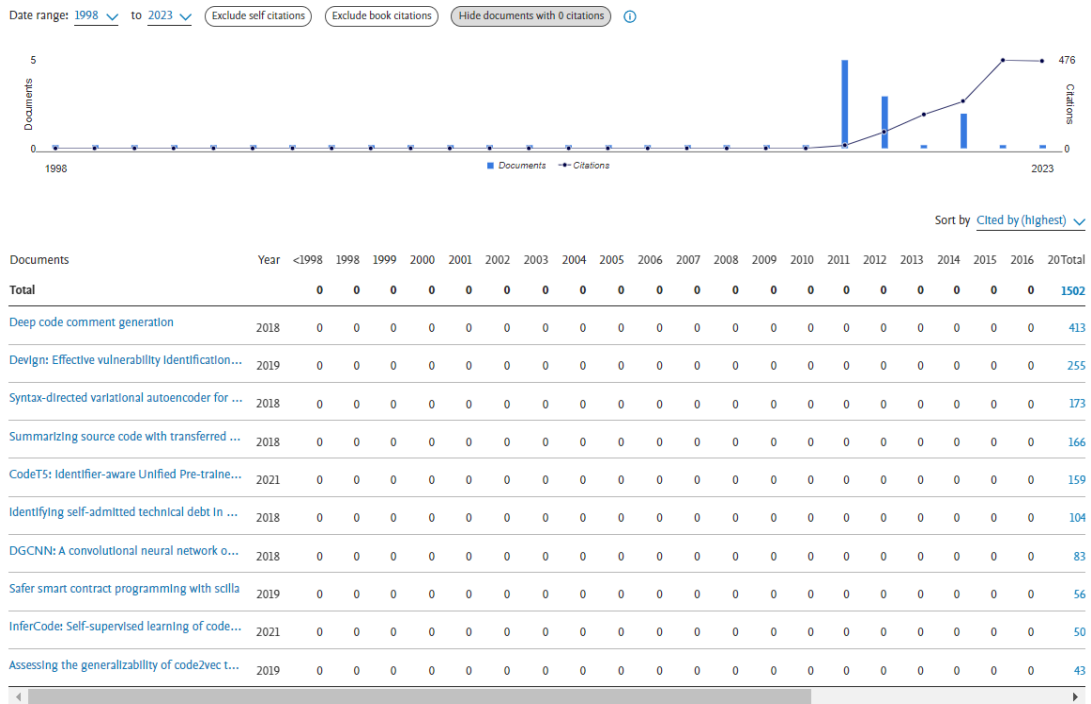 Date range: 1998 to 2023 Exclude self citations Exclude book citations Hide documents with 0 citations
5 476
Documents
Citations
0 0
1998 2023
Documents Citations
Sort by Cited by (highest)
Documents Year <1998 1998 1999 2000 2001 2002 2003 2004 2005 2006 2007 2008 2009 2010 2011 2012 2013 2014 2015 2016 20Total
Total 0 0 0 0 0 0 0 0 0 0 0 0 0 0 0 0 0 0 0 0 1502
Deep code comment generation 2018 0 0 0 0 0 0 0 0 0 0 0 0 0 0 0 0 0 0 0 0 413
Devign: Effective vulnerability identification... 2019 0 0 0 0 0 0 0 0 0 0 0 0 0 0 0 0 0 0 0 0 255
Syntax-directed variational autoencoder for ... 2018 0 0 0 0 0 0 0 0 0 0 0 0 0 0 0 0 0 0 0 0 173
Summarizing source code with transferred ... 2018 0 0 0 0 0 0 0 0 0 0 0 0 0 0 0 0 0 0 0 0 166
CodeT5: Identifier-aware Unified Pre-traine... 2021 0 0 0 0 0 0 0 0 0 0 0 0 0 0 0 0 0 0 0 0 159
Identifying self-admitted technical debt in ... 2018 0 0 0 0 0 0 0 0 0 0 0 0 0 0 0 0 0 0 0 0 104
DGCNN: A convolutional neural network o... 2018 0 0 0 0 0 0 0 0 0 0 0 0 0 0 0 0 0 0 0 0 83
Safer smart contract programming with scilla 2019 0 0 0 0 0 0 0 0 0 0 0 0 0 0 0 0 0 0 0 0 56
InferCode: Self-supervised learning of code... 2021 0 0 0 0 0 0 0 0 0 0 0 0 0 0 0 0 0 0 0 0 50
Assessing the generalizability of code2vec t... 2019 0 0 0 0 0 0 0 0 0 0 0 0 0 0 0 0 0 0 0 0 43